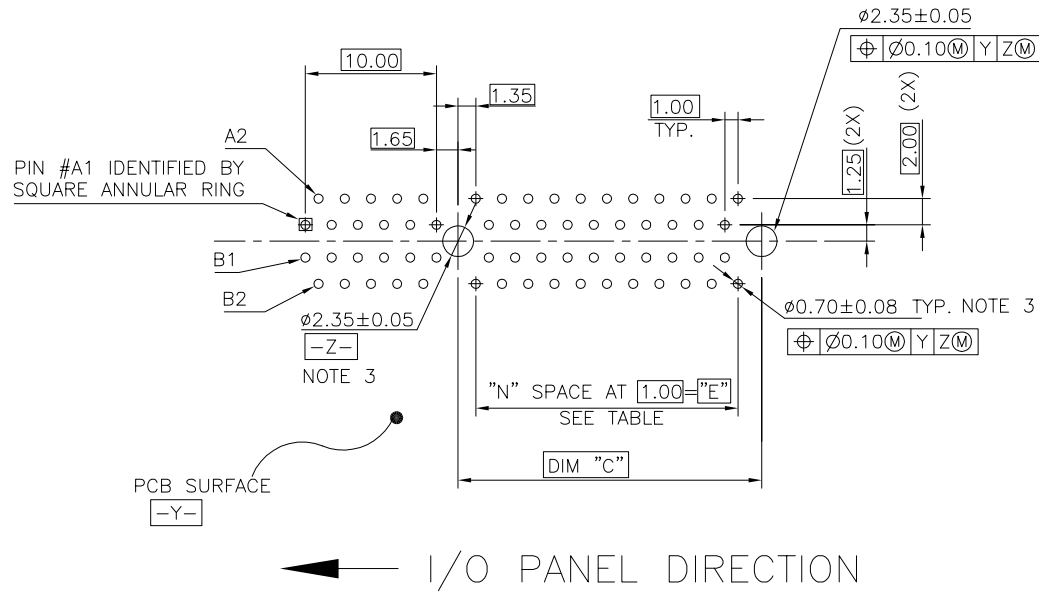 ø2.35±0.05
⌖ Ø0.10Ⓜ Y ZⓂ
10.00
1.35
1.65
1.00
TYP.
1.25 (2X)
2.00 (2X)
A2
PIN #A1 IDENTIFIED BY
SQUARE ANNULAR RING
B1
B2
ø2.35±0.05
-Z-
NOTE 3
ø0.70±0.08 TYP. NOTE 3
⌖ Ø0.10Ⓜ Y ZⓂ
"N" SPACE AT 1.00="E"
SEE TABLE
DIM "C"
PCB SURFACE
-Y-
I/O PANEL DIRECTION